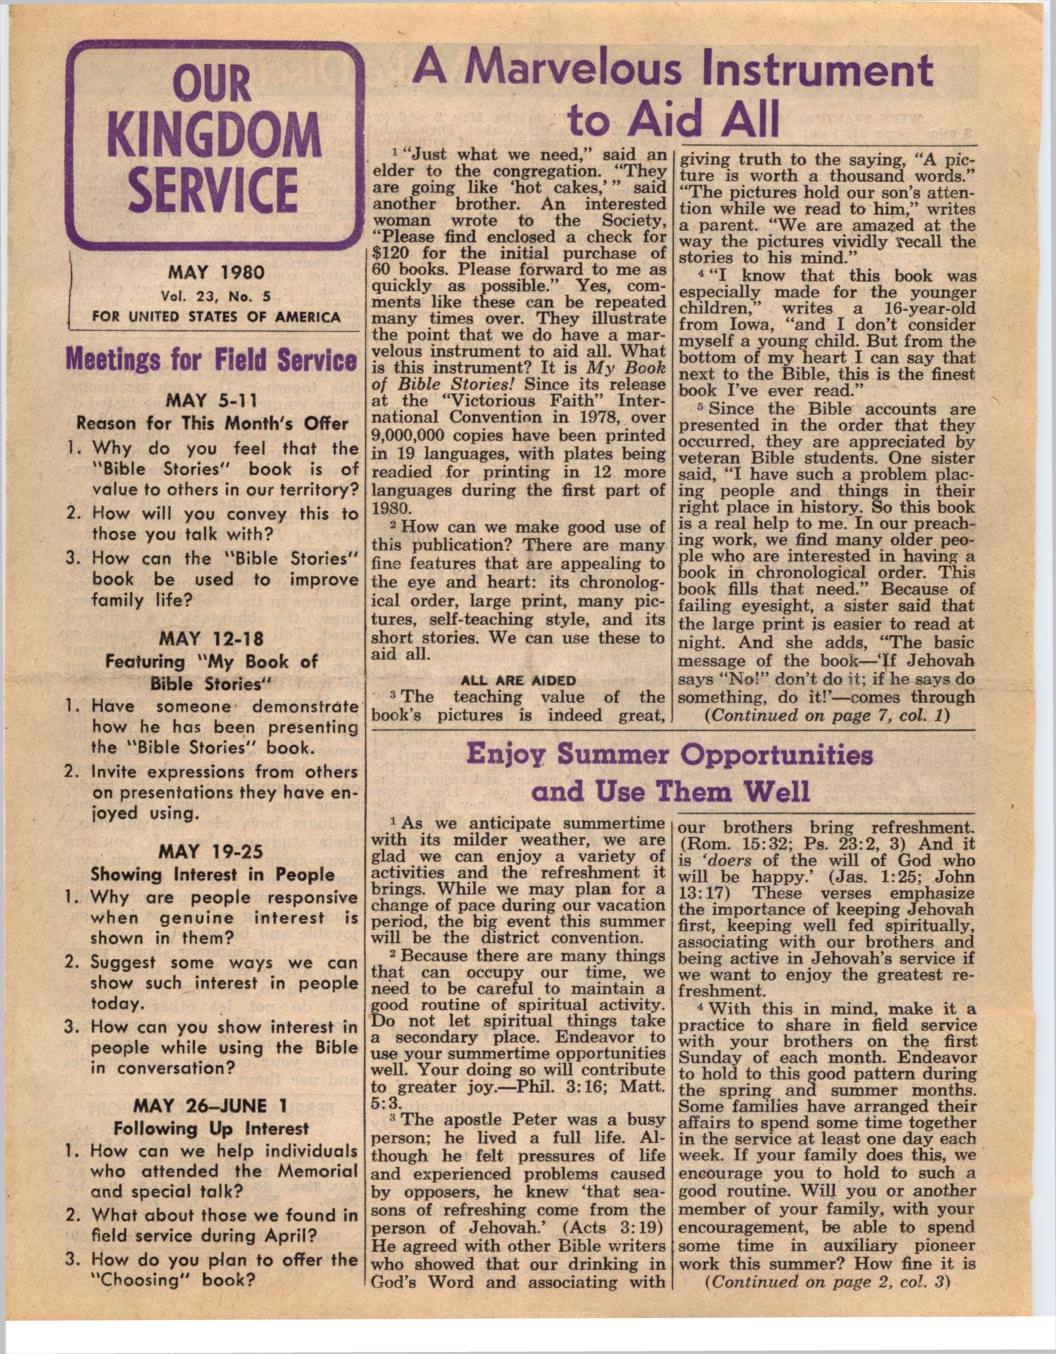 OUR
KINGDOM
SERVICE
MAY 1980
Vol. 23, No. 5
FOR UNITED STATES OF AMERICA
Meetings for Field Service
MAY 5-11
Reason for This Month's Offer
1. Why do you feel that the
"Bible Stories" book is of
value to others in our territory?
2. How will you convey this to
those you talk with?
3. How can the "Bible Stories"
book be used to improve
family life?
MAY 12-18
Featuring "My Book of
Bible Stories"
1. Have someone demonstrate
how he has been presenting
the "Bible Stories" book.
2. Invite expressions from others
on presentations they have en-
joyed using.
MAY 19-25
Showing Interest in People
1. Why are people responsive
when genuine interest is
shown in them?
2. Suggest some ways we can
show such interest in people
today.
3. How can you show interest in
people while using the Bible
in conversation?
MAY 26–JUNE 1
Following Up Interest
1. How can we help individuals
who attended the Memorial
and special talk?
2. What about those we found in
field service during April?
3. How do you plan to offer the
"Choosing" book?
A Marvelous Instrument
to Aid All
1 "Just what we need," said an
elder to the congregation. "They
are going like 'hot cakes,'" said
another brother. An interested
woman wrote to the Society,
"Please find enclosed a check for
$120 for the initial purchase of
60 books. Please forward to me as
quickly as possible." Yes, com-
ments like these can be repeated
many times over. They illustrate
the point that we do have a mar-
velous instrument to aid all. What
is this instrument? It is My Book
of Bible Stories! Since its release
at the "Victorious Faith" Inter-
national Convention in 1978, over
9,000,000 copies have been printed
in 19 languages, with plates being
readied for printing in 12 more
languages during the first part of
1980.
2 How can we make good use of
this publication? There are many
fine features that are appealing to
the eye and heart: its chronolog-
ical order, large print, many pic-
tures, self-teaching style, and its
short stories. We can use these to
aid all.
ALL ARE AIDED
3 The teaching value of the
book's pictures is indeed great,
giving truth to the saying, "A pic-
ture is worth a thousand words."
"The pictures hold our son's atten-
tion while we read to him," writes
a parent. "We are amazed at the
way the pictures vividly recall the
stories to his mind."
4 "I know that this book was
especially made for the younger
children," writes a 16-year-old
from Iowa, "and I don't consider
myself a young child. But from the
bottom of my heart I can say that
next to the Bible, this is the finest
book I've ever read."
5 Since the Bible accounts are
presented in the order that they
occurred, they are appreciated by
veteran Bible students. One sister
said, "I have such a problem plac-
ing people and things in their
right place in history. So this book
is a real help to me. In our preach-
ing work, we find many older peo-
ple who are interested in having a
book in chronological order. This
book fills that need." Because of
failing eyesight, a sister said that
the large print is easier to read at
night. And she adds, "The basic
message of the book—'If Jehovah
says "No!" don't do it; if he says do
something, do it!'—comes through
(Continued on page 7, col. 1)
Enjoy Summer Opportunities
and Use Them Well
1 As we anticipate summertime
with its milder weather, we are
glad we can enjoy a variety of
activities and the refreshment it
brings. While we may plan for a
change of pace during our vacation
period, the big event this summer
will be the district convention.
2 Because there are many things
that can occupy our time, we
need to be careful to maintain a
good routine of spiritual activity.
Do not let spiritual things take
a secondary place. Endeavor to
use your summertime opportunities
well. Your doing so will contribute
to greater joy.—Phil. 3:16; Matt.
5:3.
3 The apostle Peter was a busy
person; he lived a full life. Al-
though he felt pressures of life
and experienced problems caused
by opposers, he knew 'that sea-
sons of refreshing come from the
person of Jehovah.' (Acts 3:19)
He agreed with other Bible writers
who showed that our drinking in
God's Word and associating with
our brothers bring refreshment.
(Rom. 15:32; Ps. 23:2, 3) And it
is 'doers of the will of God who
will be happy.' (Jas. 1:25; John
13:17) These verses emphasize
the importance of keeping Jehovah
first, keeping well fed spiritually,
associating with our brothers and
being active in Jehovah's service if
we want to enjoy the greatest re-
freshment.
4 With this in mind, make it a
practice to share in field service
with your brothers on the first
Sunday of each month. Endeavor
to hold to this good pattern during
the spring and summer months.
Some families have arranged their
affairs to spend some time together
in the service at least one day each
week. If your family does this, we
encourage you to hold to such a
good routine. Will you or another
member of your family, with your
encouragement, be able to spend
some time in auxiliary pioneer
work this summer? How fine it is
(Continued on page 2, col. 3)